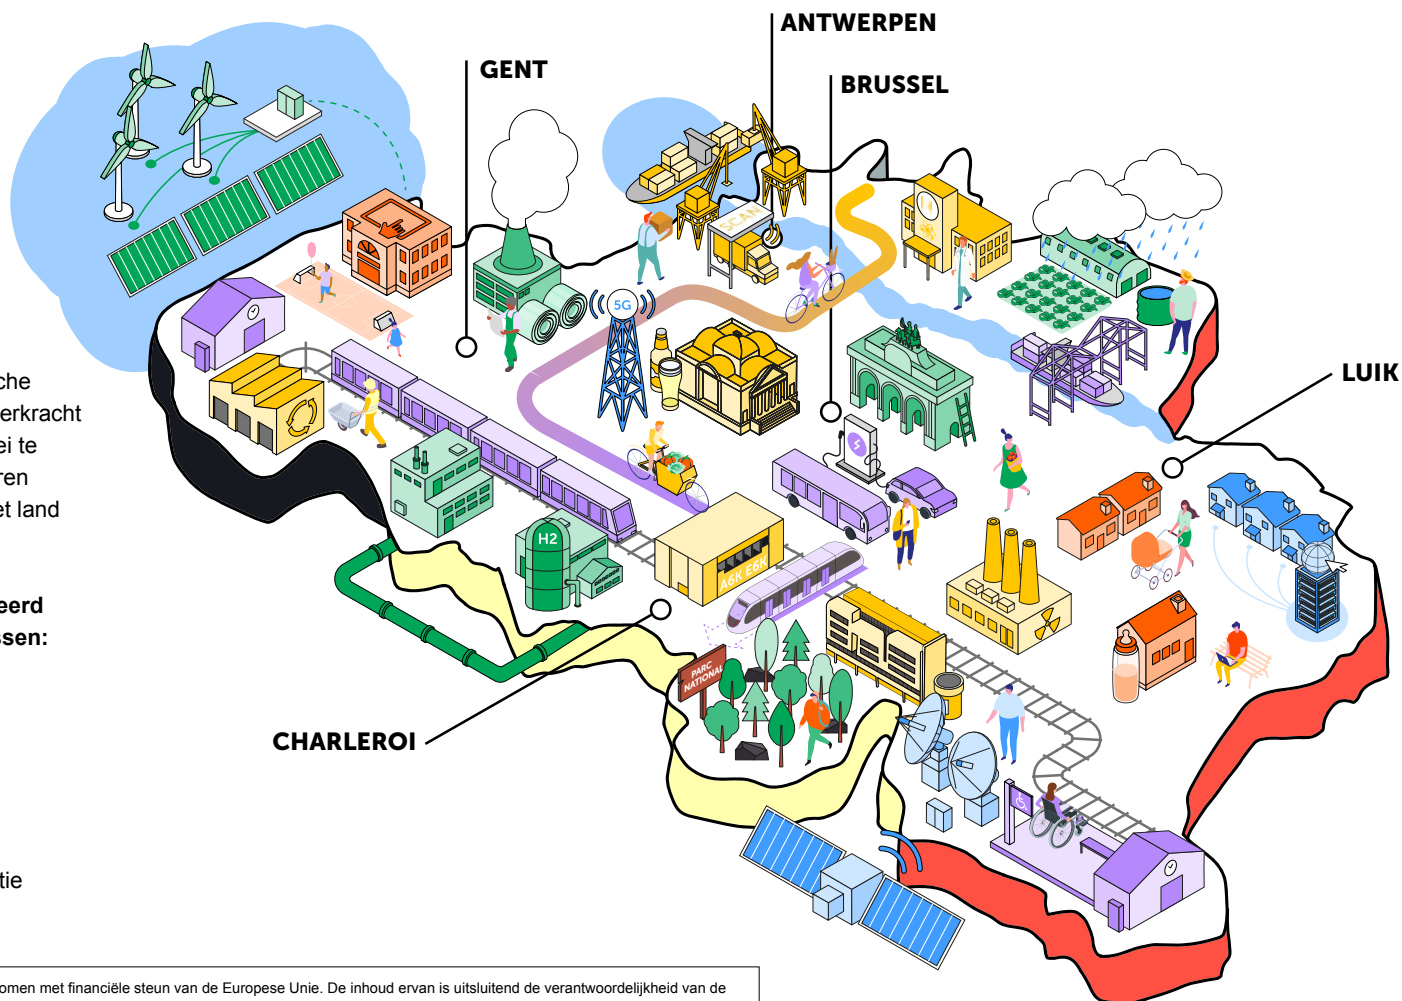 ANTWERPEN
GENT
BRUSSEL
SCAN
5G
LUIK
che
erkracht
ei te
ren
et land
H2
A6K E6K
eerd
ssen:
PARC
NATIONAL
CHARLEROI
tie
omen met financiële steun van de Europese Unie. De inhoud ervan is uitsluitend de verantwoordelijkheid van de